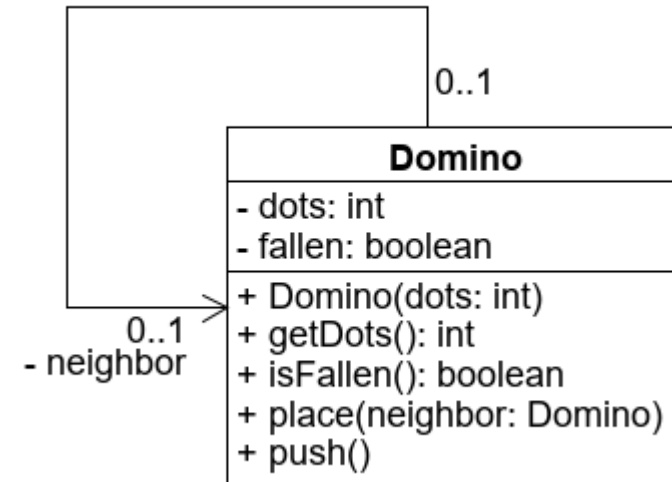 0..1
Domino
- dots: int
- fallen: boolean
+ Domino(dots: int)
0..1
- neighbor
+ getDots(): int
+ isFallen(): boolean
+ place(neighbor: Domino)
+ push()